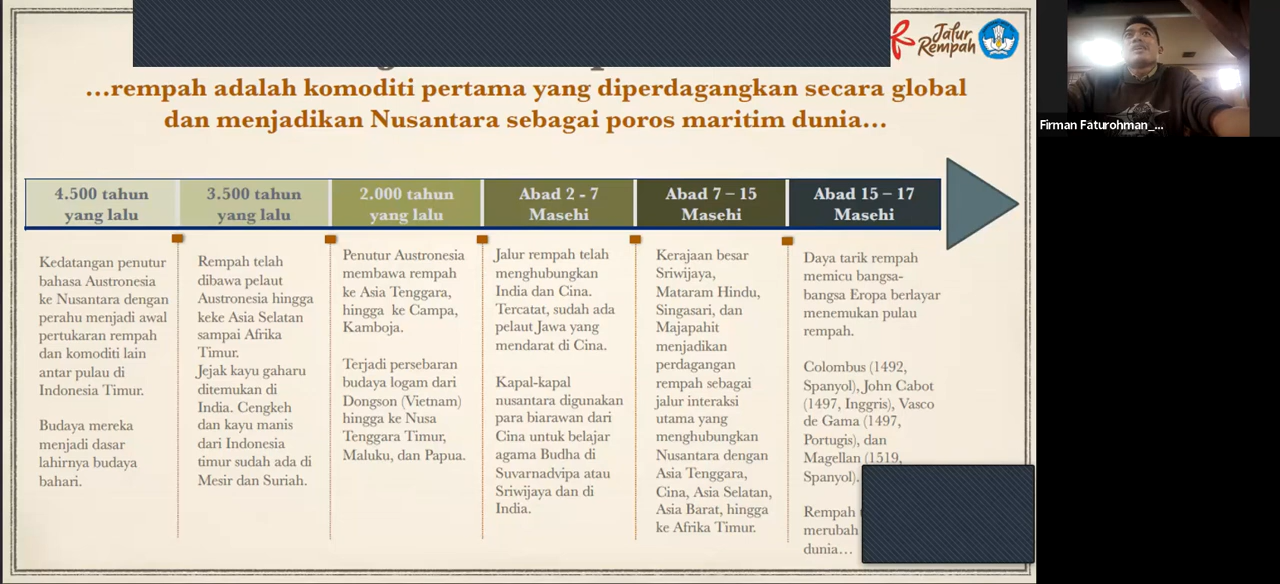 Jalur
Rempah
...rempah adalah komoditi pertama yang diperdagangkan secara global
dan menjadikan Nusantara sebagai poros maritim dunia...
4.500 tahun
yang lalu
3.500 tahun
yang lalu
2.000 tahun
yang lalu
Abad 2 - 7
Masehi
Abad 7 – 15
Masehi
Abad 15 – 17
Masehi
Kedatangan penutur
bahasa Austronesia
ke Nusantara dengan
perahu menjadi awal
pertukaran rempah
dan komoditi lain
antar pulau di
Indonesia Timur.
Budaya mereka
menjadi dasar
lahirnya budaya
bahari.
Rempah telah
dibawa pelaut
Austronesia hingga
keke Asia Selatan
sampai Afrika
Timur.
Jejak kayu gaharu
ditemukan di
India. Cengkeh
dan kayu manis
dari Indonesia
timur sudah ada di
Mesir dan Suriah.
Penutur Austronesia
membawa rempah
ke Asia Tenggara,
hingga ke Campa,
Kamboja.
Terjadi persebaran
budaya logam dari
Dongson (Vietnam)
hingga ke Nusa
Tenggara Timur,
Maluku, dan Papua.
Jalur rempah telah
menghubungkan
India dan Cina.
Tercatat, sudah ada
pelaut Jawa yang
mendarat di Cina.
Kapal-kapal
nusantara digunakan
para biarawan dari
Cina untuk belajar
agama Budha di
Suvarnadvipa atau
Sriwijaya dan di
India.
Kerajaan besar
Sriwijaya,
Mataram Hindu,
Singasari, dan
Majapahit
menjadikan
perdagangan
rempah sebagai
jalur interaksi
utama yang
menghubungkan
Nusantara dengan
Asia Tenggara,
Cina, Asia Selatan,
Asia Barat, hingga
ke Afrika Timur.
Daya tarik rempah
memicu bangsa-
bangsa Eropa berlayar
menemukan pulau
rempah.
Colombus (1492,
Spanyol), John Cabot
(1497, Inggris), Vasco
de Gama (1497,
Portugis), dan
Magellan (1519,
Spanyol).
Rempah
merubah
dunia...
Firman Faturohman_...